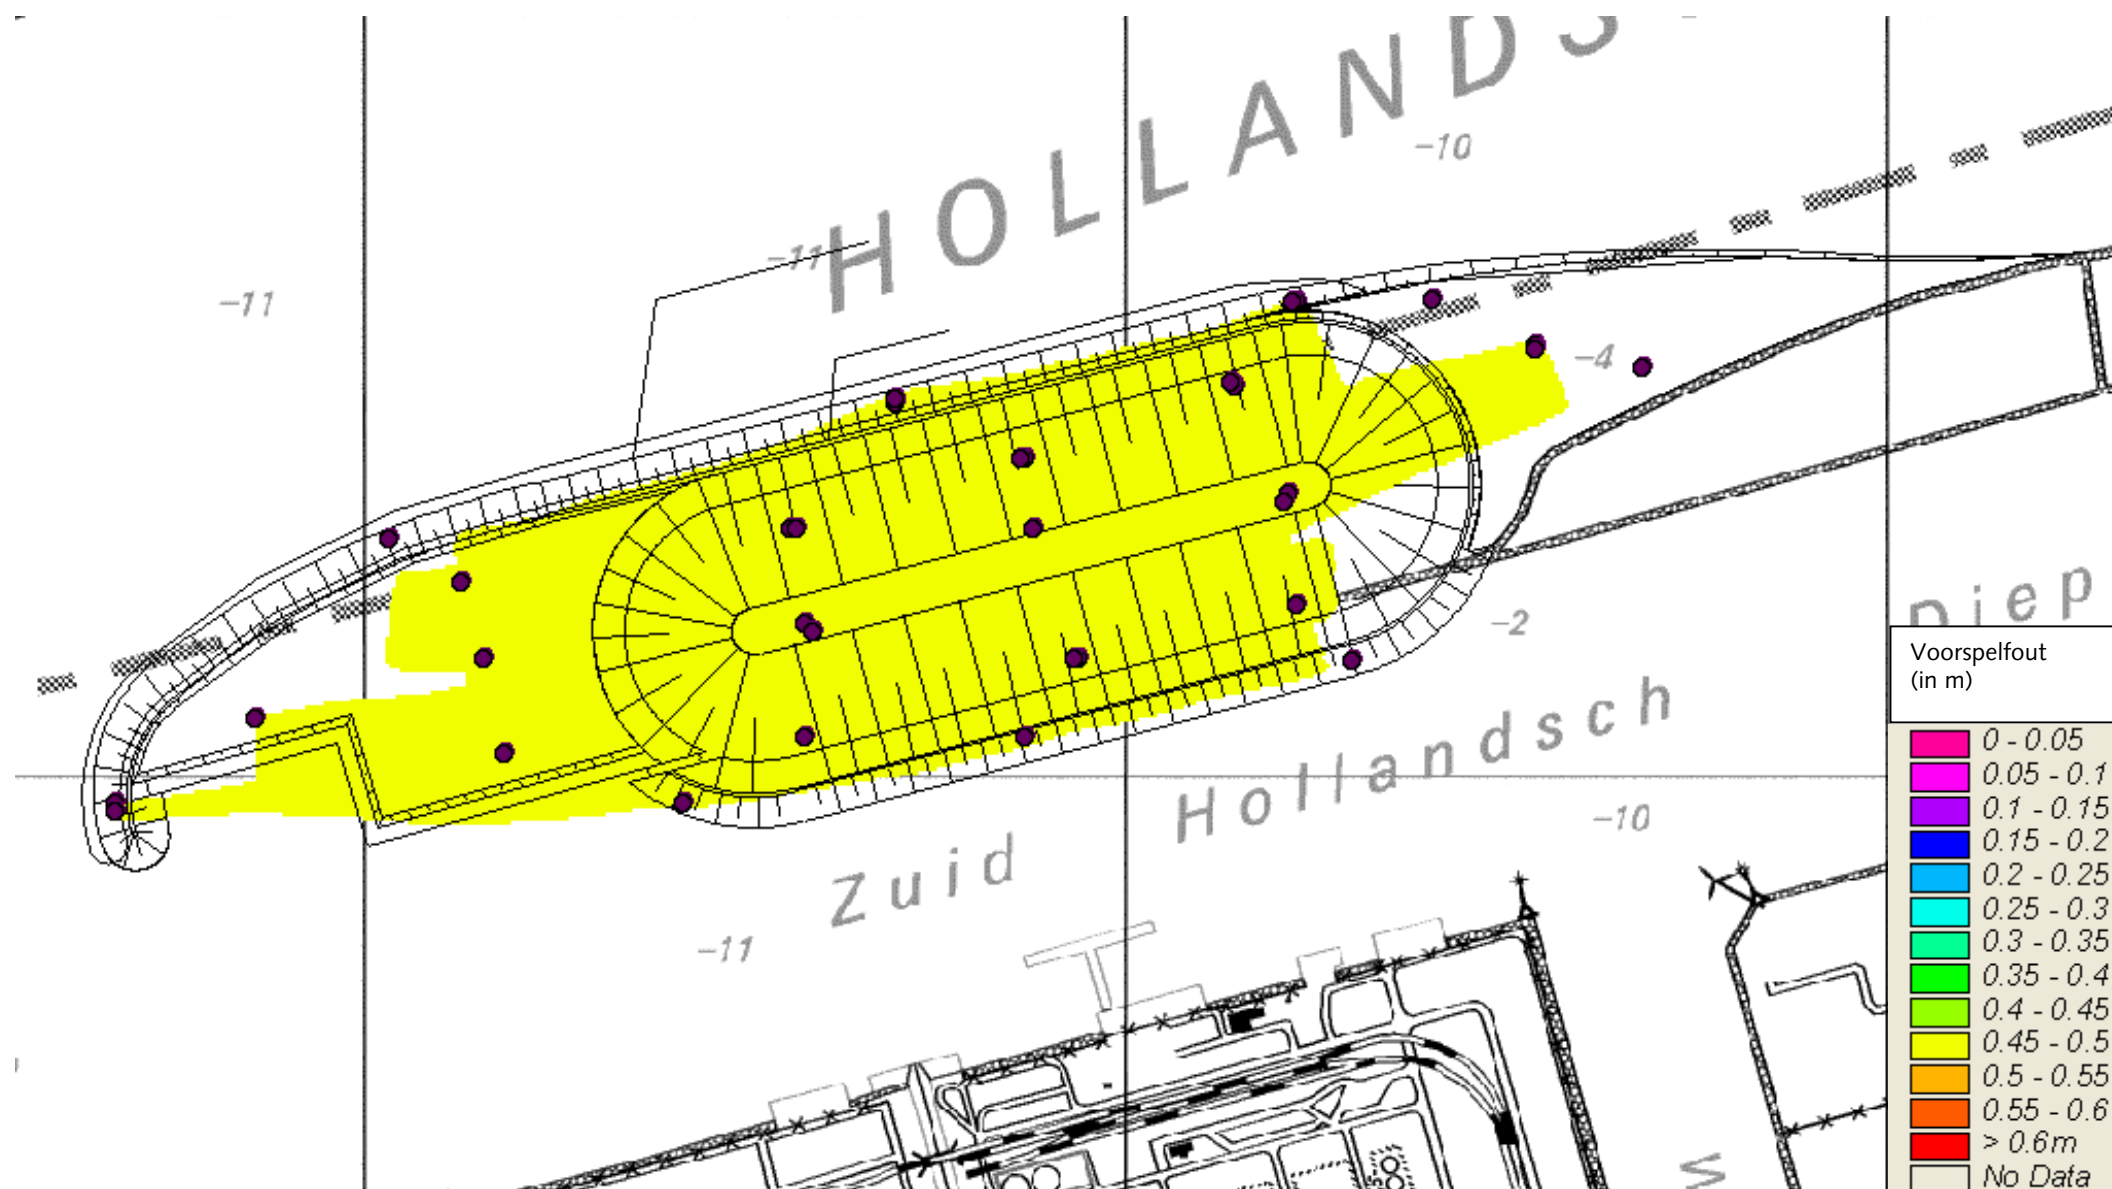 HOLLANDS
-10
-11
-11
-4
-2
Diep
Hollandsch
Zuid
-10
-11
Voorspelfout
(in m)
0 - 0.05
0.05 - 0.1
0.1 - 0.15
0.15 - 0.2
0.2 - 0.25
0.25 - 0.3
0.3 - 0.35
0.35 - 0.4
0.4 - 0.45
0.45 - 0.5
0.5 - 0.55
0.55 - 0.6
> 0.6m
No Data